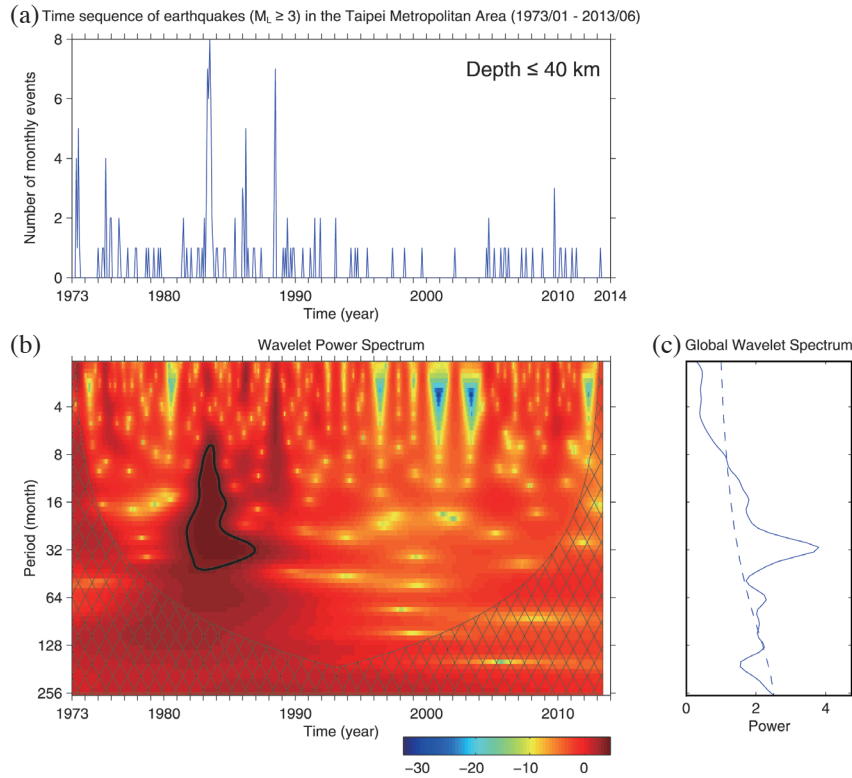 (a) Time sequence of earthquakes (M_L ≥ 3) in the Taipei Metropolitan Area (1973/01 - 2013/06)
8
6
4
2
0
Number of monthly events
Depth ≤ 40 km
1973 1980 1990 2000 2010 2014
Time (year)
(b) Wavelet Power Spectrum
4
8
16
32
64
128
256
Period (month)
1973 1980 1990 2000 2010
Time (year)
−30 −20 −10 0
(c) Global Wavelet Spectrum
0 2 4
Power